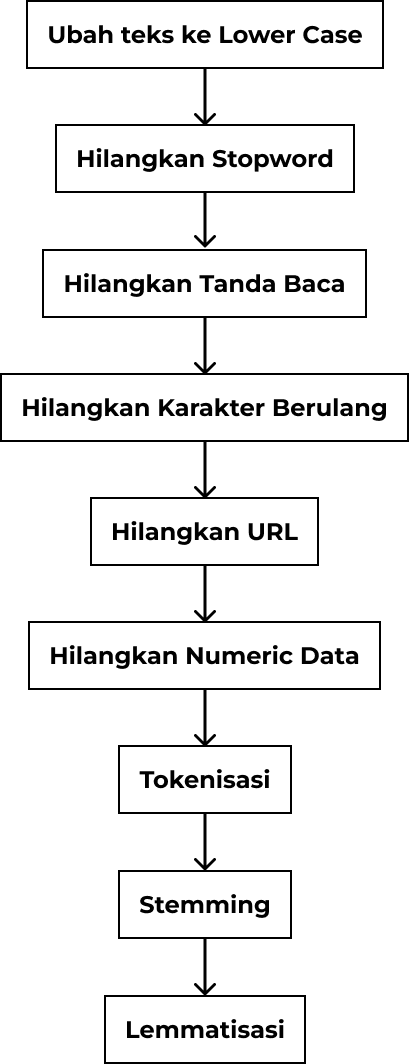 Ubah teks ke Lower Case
Hilangkan Stopword
Hilangkan Tanda Baca
Hilangkan Karakter Berulang
Hilangkan URL
Hilangkan Numeric Data
Tokenisasi
Stemming
Lemmatisasi